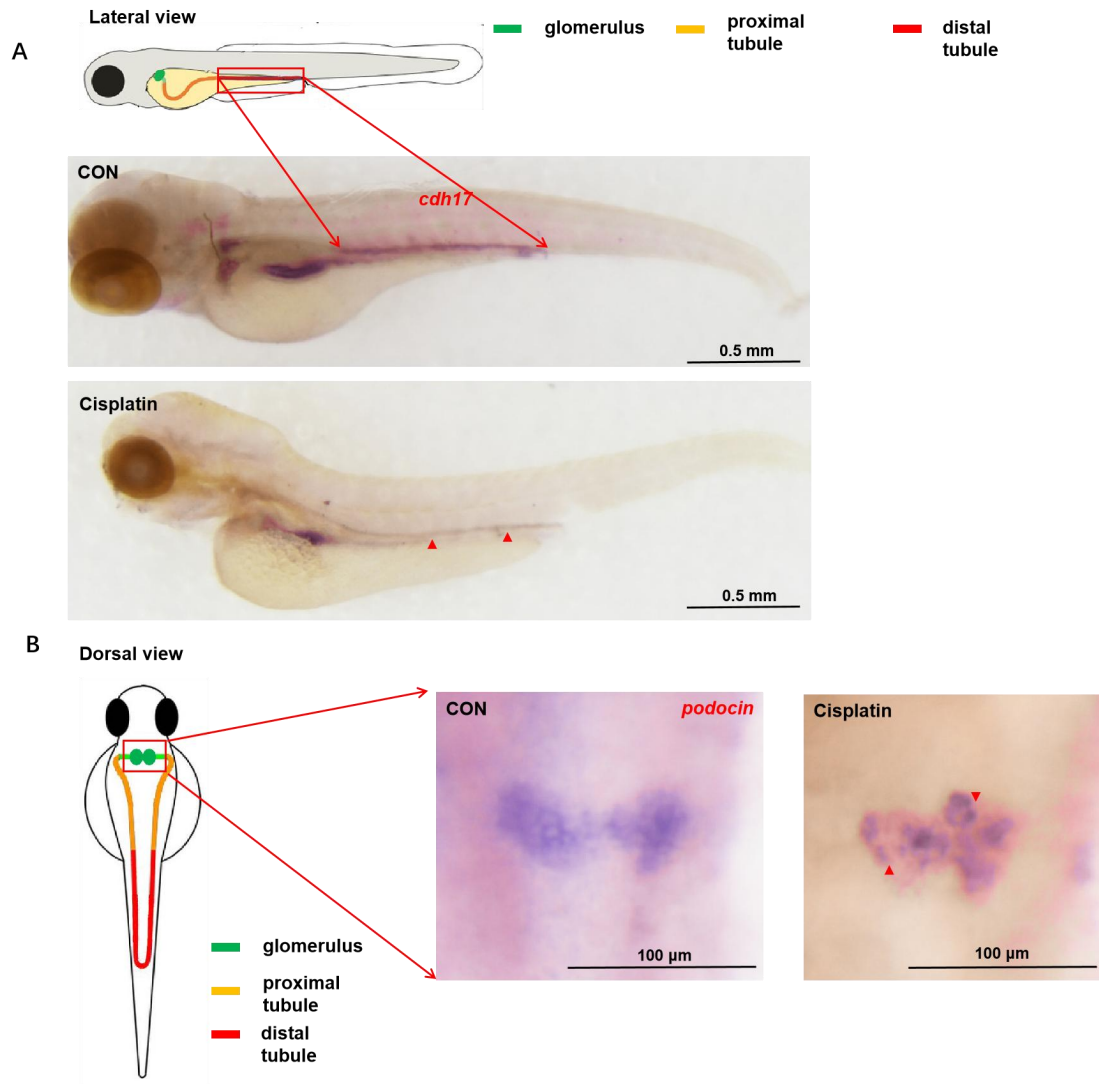 Lateral view
glomerulus
proximal
tubule
distal
tubule
A
CON
cdh17
0.5 mm
Cisplatin
0.5 mm
B
Dorsal view
CON
podocin
100 µm
Cisplatin
100 µm
glomerulus
proximal
tubule
distal
tubule